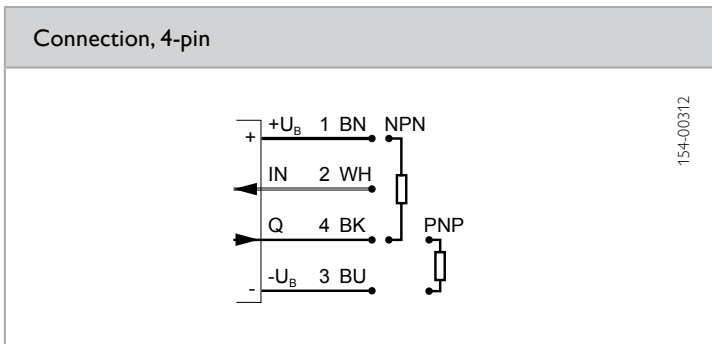 Connection, 4-pin
+ +U_B 1 BN NPN
IN 2 WH
Q 4 BK PNP
- -U_B 3 BU
154-00312